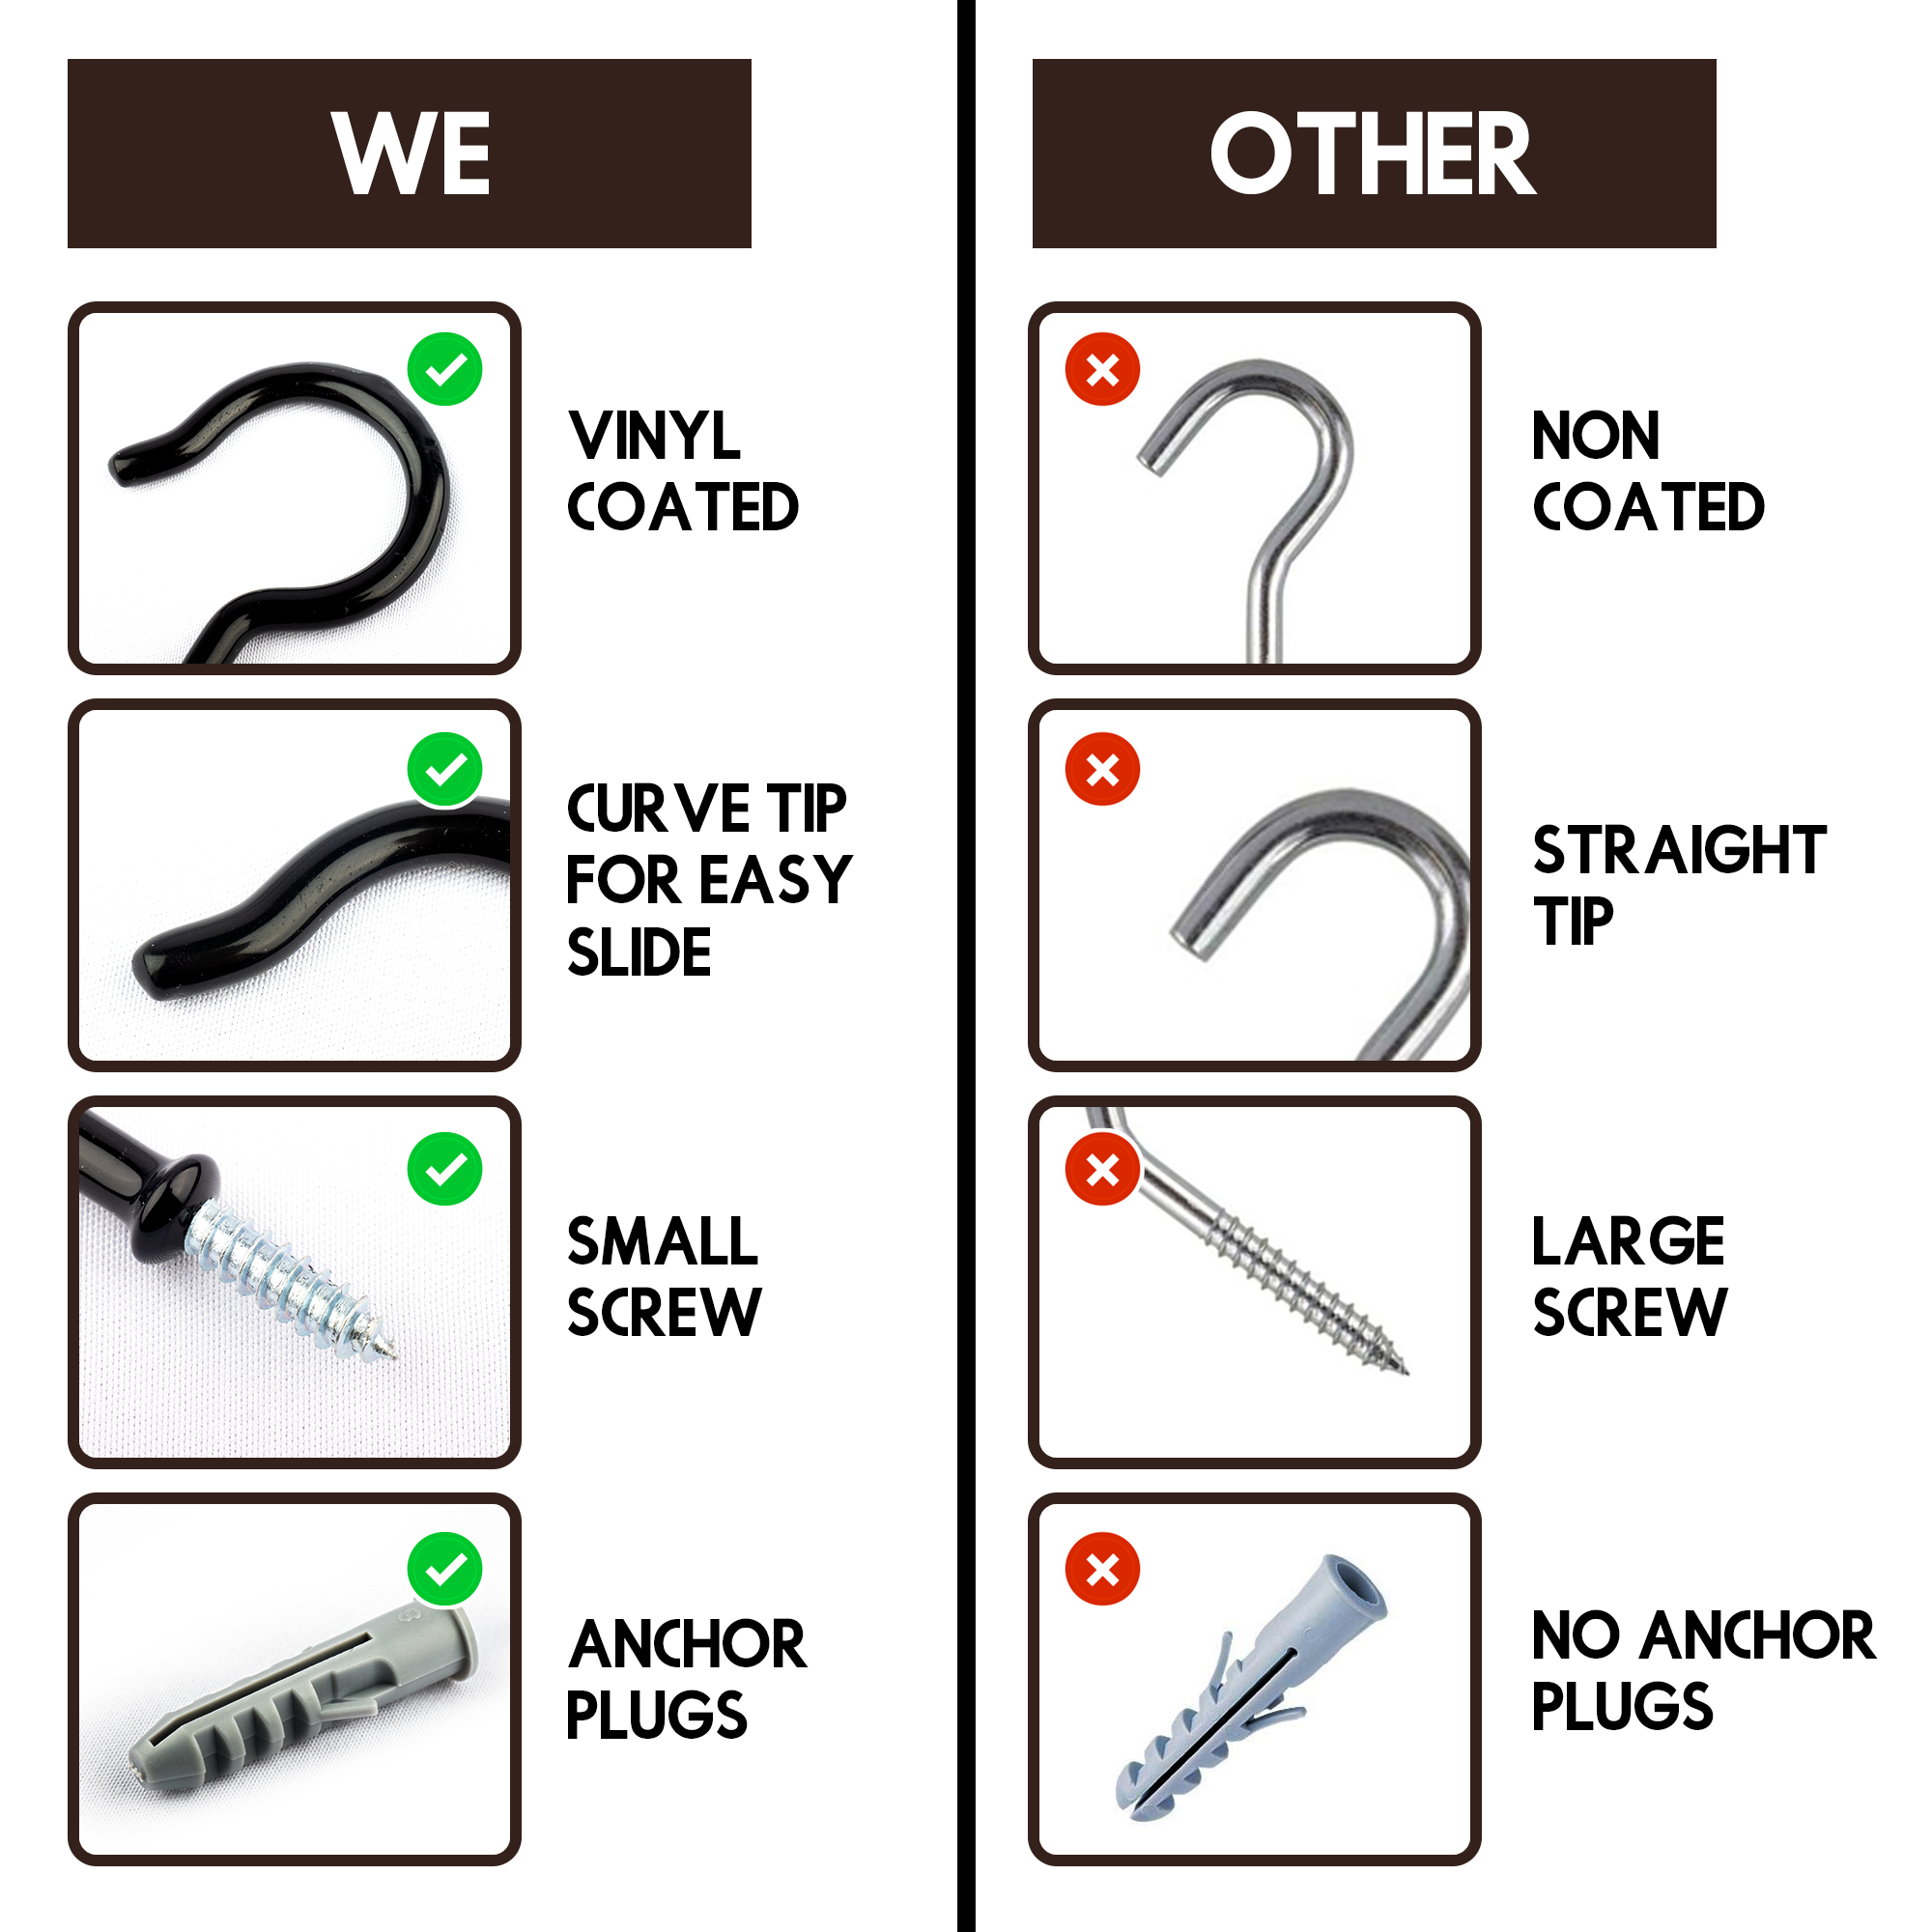 WE
VINYL
COATED
CURVE TIP
FOR EASY
SLIDE
SMALL
SCREW
ANCHOR
PLUGS
OTHER
NON
COATED
STRAIGHT
TIP
LARGE
SCREW
NO ANCHOR
PLUGS